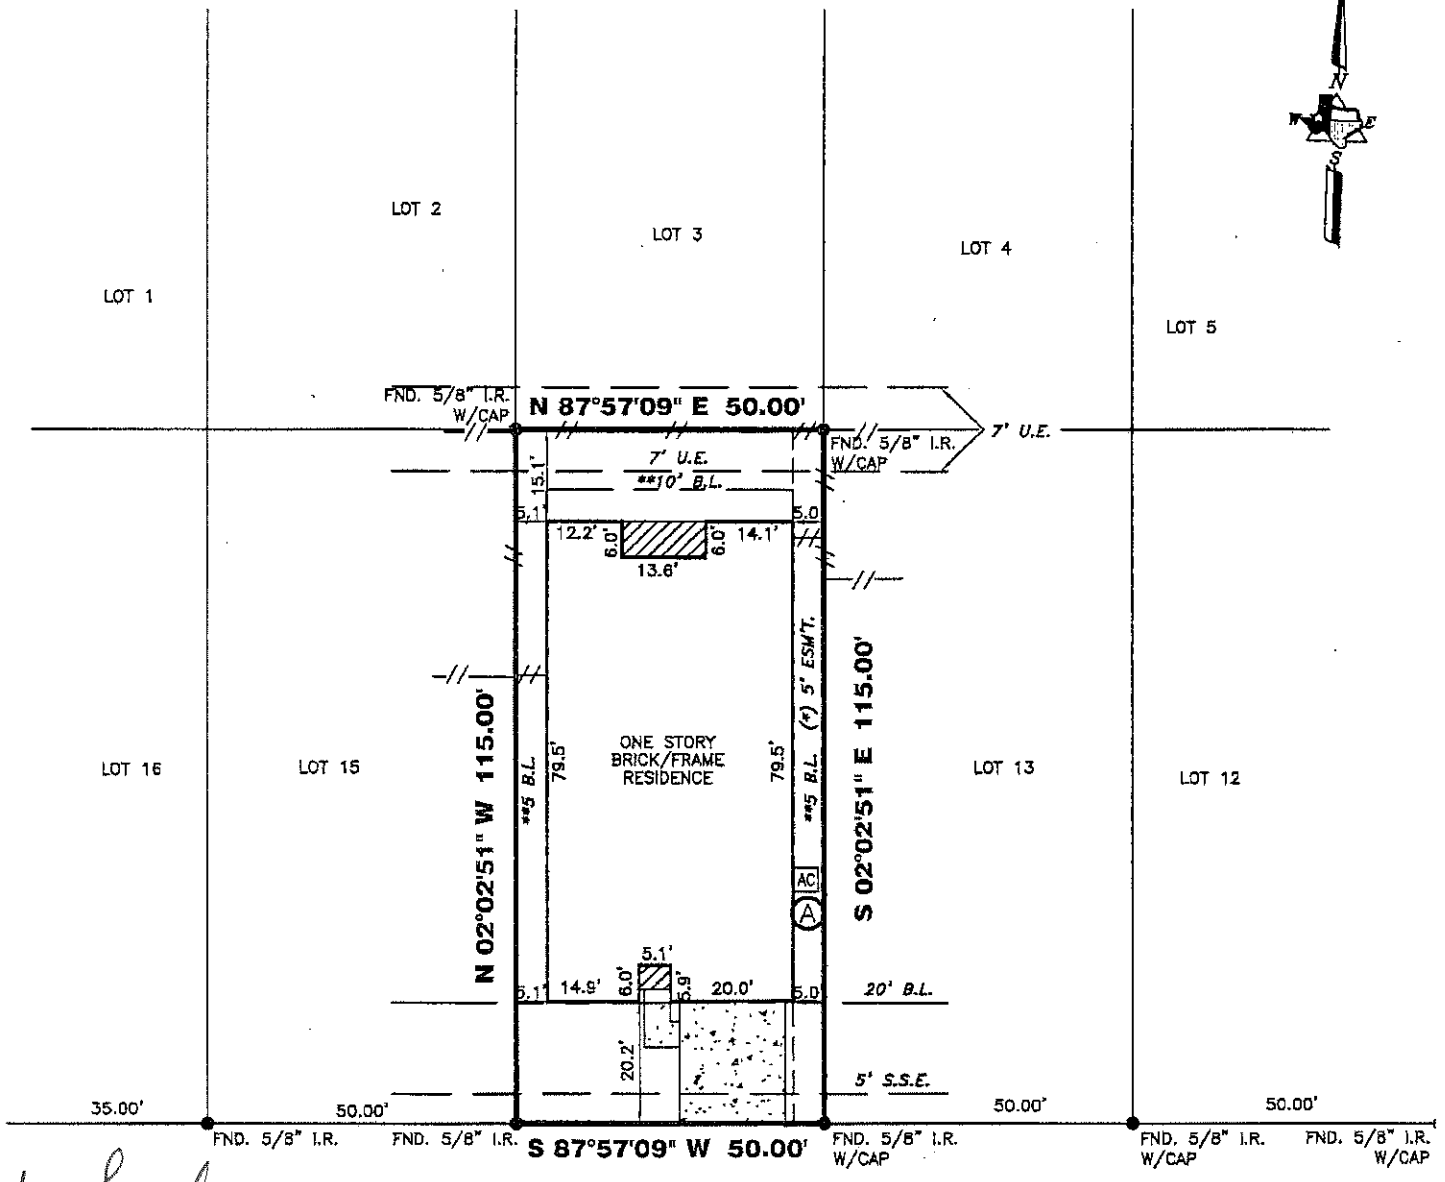 N
W E
S
LOT 2
LOT 3
LOT 4
LOT 1
LOT 5
FND. 5/8" I.R.
W/CAP
N 87°57'09" E 50.00'
FND. 5/8" I.R.
W/CAP
7' U.E.
7' U.E.
**10' B.L.
15.1'
5.1'
12.2'
6.0'
6.0'
14.1'
5.0
13.6'
(*) 5' ESM'T.
**5 B.L.
S 02°02'51" E 115.00'
N 02°02'51" W 115.00'
**5 B.L.
79.5'
ONE STORY
BRICK/FRAME
RESIDENCE
79.5'
LOT 16
LOT 15
LOT 13
LOT 12
AC
A
5.1'
5.1'
14.9'
6.0'
5.9'
20.0'
5.0'
20' B.L.
20.2'
5' S.S.E.
35.00'
50.00'
50.00'
50.00'
FND. 5/8" I.R.
FND. 5/8" I.R.
S 87°57'09" W 50.00'
FND. 5/8" I.R.
W/CAP
FND. 5/8" I.R.
W/CAP
FND. 5/8" I.R.
W/CAP